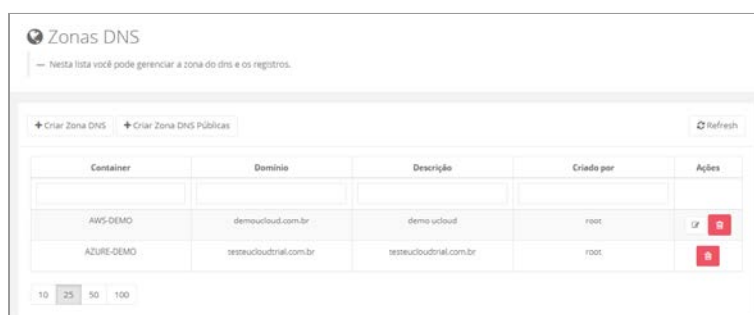 Zonas DNS
— Nesta lista você pode gerenciar a zona do dns e os registros.
+ Criar Zona DNS + Criar Zona DNS Públicas Refresh
Container Domínio Descrição Criado por Ações
AWS-DEMO demoucloud.com.br demo ucloud root
AZURE-DEMO testeucloudtrial.com.br testeucloudtrial.com.br root
10 25 50 100